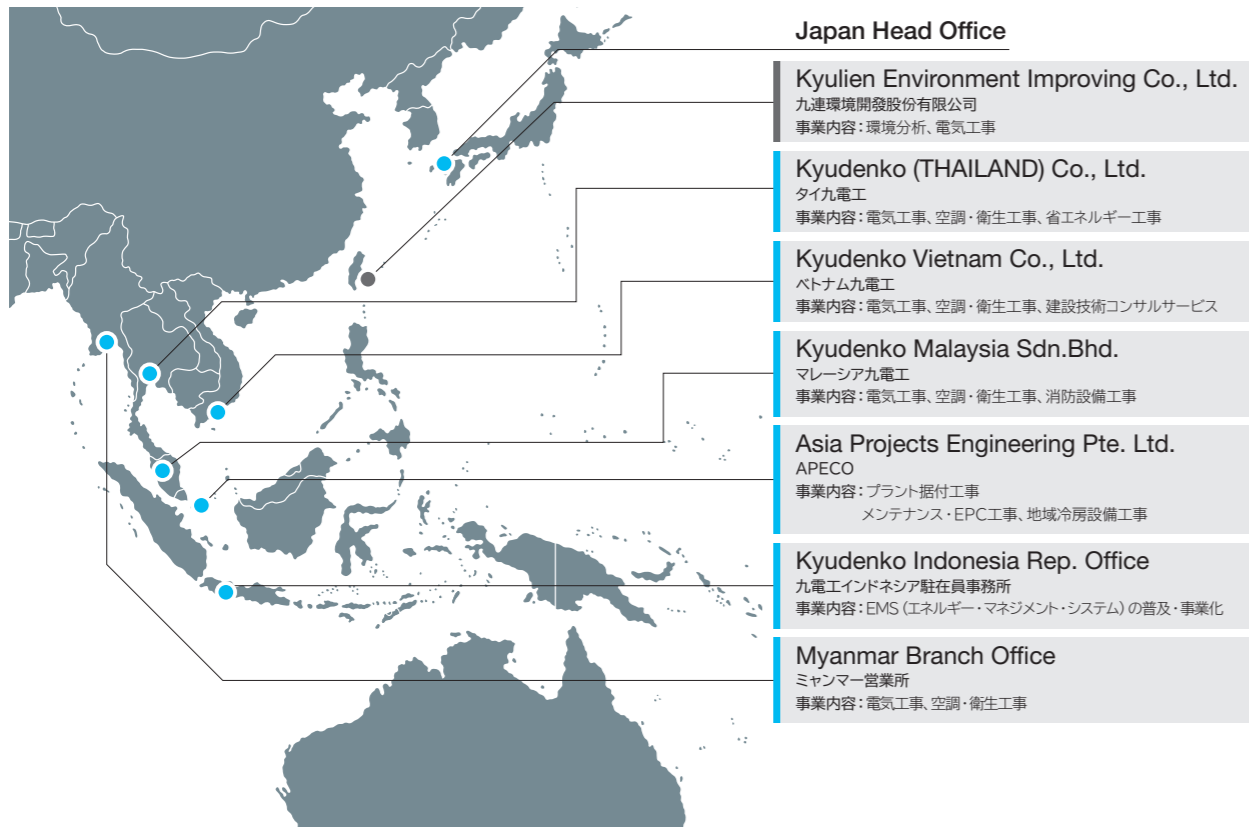 Japan Head Office
Kyulien Environment Improving Co., Ltd.
九連環境開發股份有限公司
事業内容：環境分析、電気工事
Kyudenko (THAILAND) Co., Ltd.
タイ九電工
事業内容：電気工事、空調・衛生工事、省エネルギー工事
Kyudenko Vietnam Co., Ltd.
ベトナム九電工
事業内容：電気工事、空調・衛生工事、建設技術コンサルサービス
Kyudenko Malaysia Sdn.Bhd.
マレーシア九電工
事業内容：電気工事、空調・衛生工事、消防設備工事
Asia Projects Engineering Pte. Ltd.
APECO
事業内容：プラント据付工事
メンテナンス・EPC工事、地域冷房設備工事
Kyudenko Indonesia Rep. Office
九電工インドネシア駐在員事務所
事業内容：EMS（エネルギー・マネジメント・システム）の普及・事業化
Myanmar Branch Office
ミャンマー営業所
事業内容：電気工事、空調・衛生工事